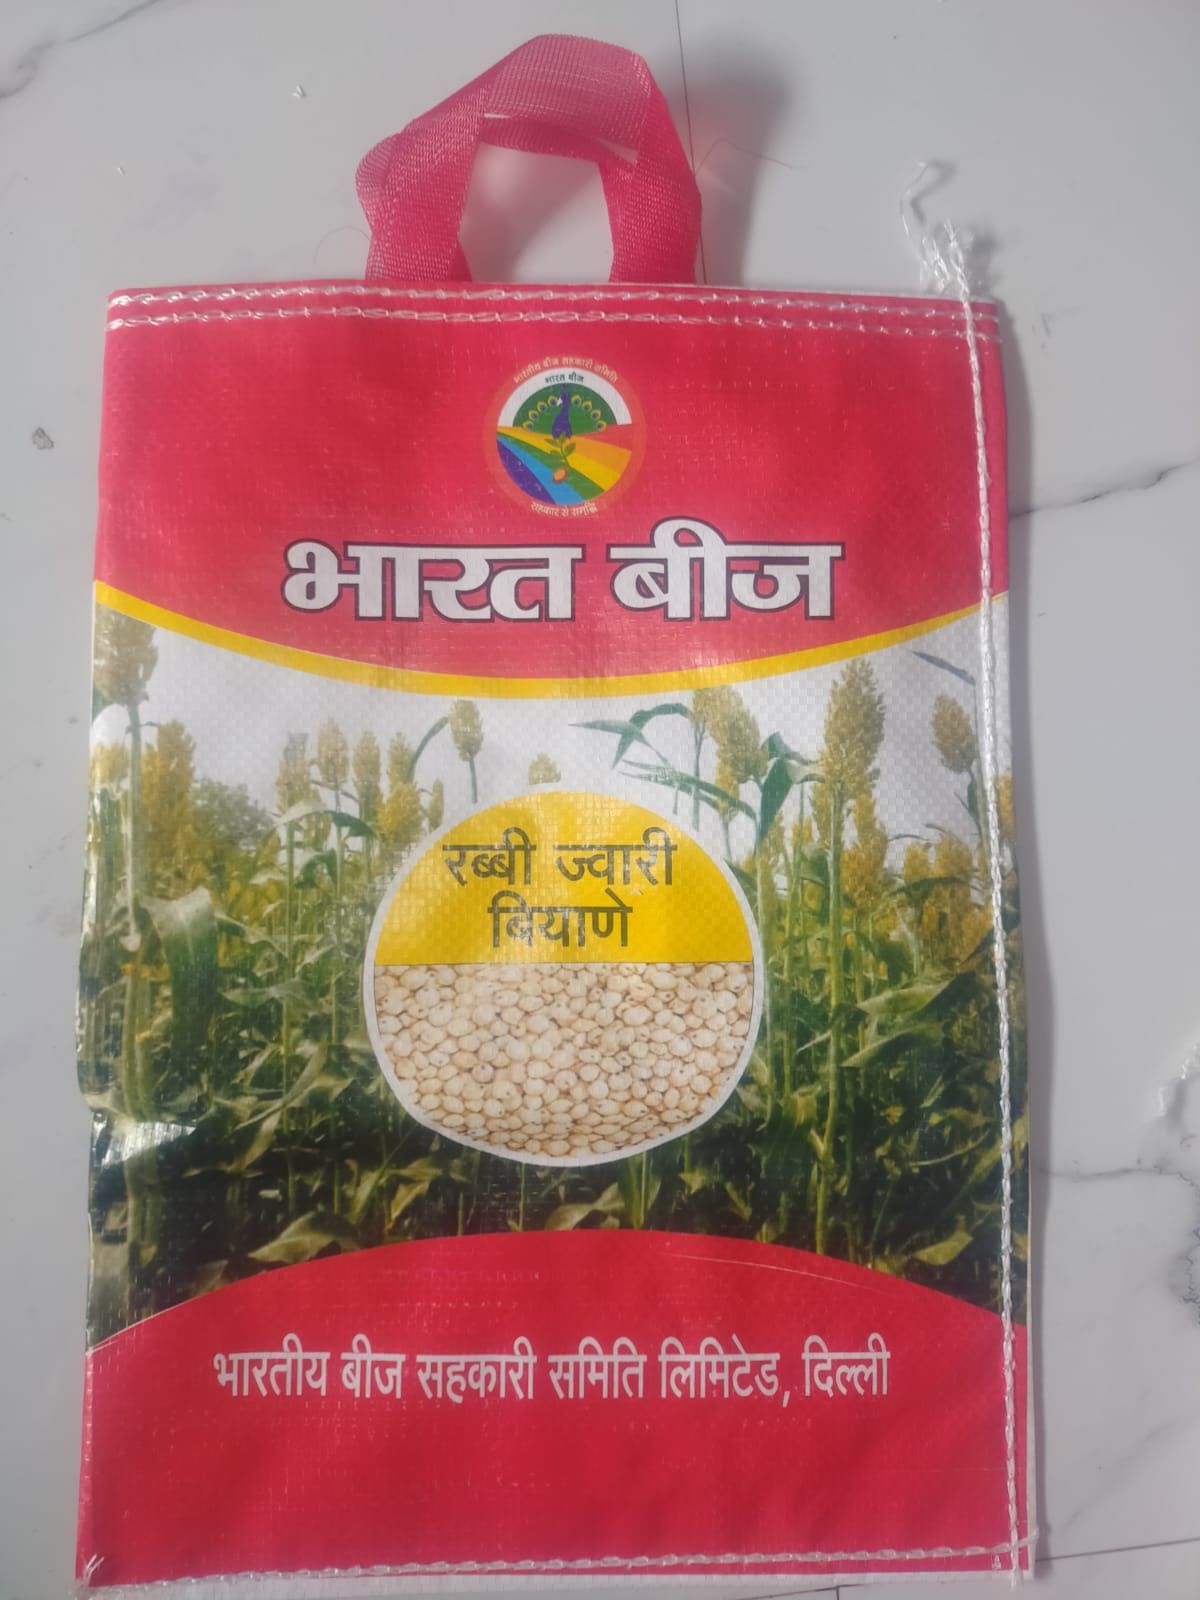 भारतीय बीज सहकारी समिति
भारत बीज
सहकार से समृद्धि
भारत बीज
रब्बी ज्वारी
बियाणे
भारतीय बीज सहकारी समिति लिमिटेड, दिल्ली